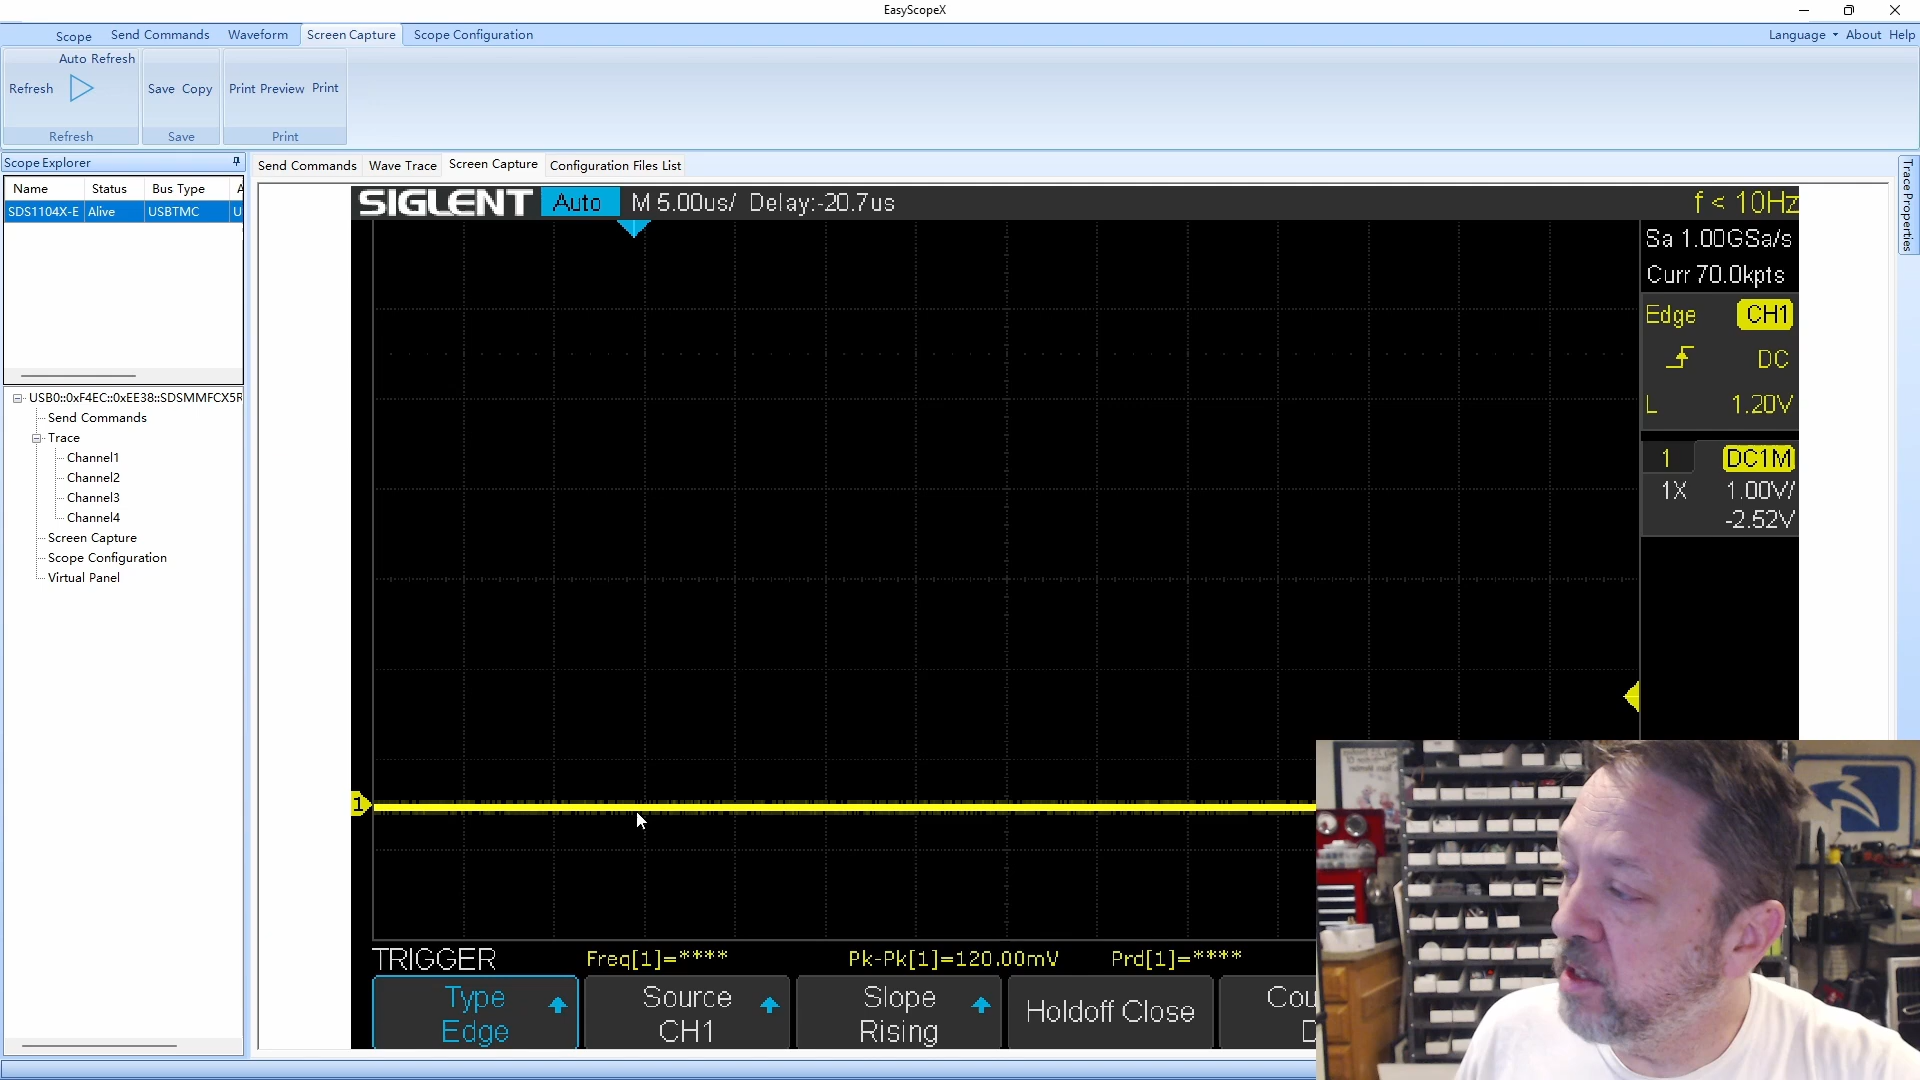 EasyScopeX
Scope Send Commands Waveform Screen Capture Scope Configuration
Language About Help
Auto Refresh
Refresh
Save Copy
Print Preview Print
Refresh Save Print
Scope Explorer
Name Status Bus Type A
SDS1104X-E Alive USBTMC U
USB0::0xF4EC::0xEE38::SDSMMFCX5R
Send Commands
Trace
Channel1
Channel2
Channel3
Channel4
Screen Capture
Scope Configuration
Virtual Panel
Send Commands Wave Trace Screen Capture Configuration Files List
Trace Properties
SIGLENT Auto M 5.00us/ Delay:-20.7us
f < 10Hz
Sa 1.00GSa/s
Curr 70.0kpts
Edge CH1
DC
L 1.20V
1 DC1M
1X 1.00V/
-2.52V
1
TRIGGER Freq[1]=**** Pk-Pk[1]=120.00mV Prd[1]=****
Type
Edge
Source
CH1
Slope
Rising
Holdoff Close
Cou
D